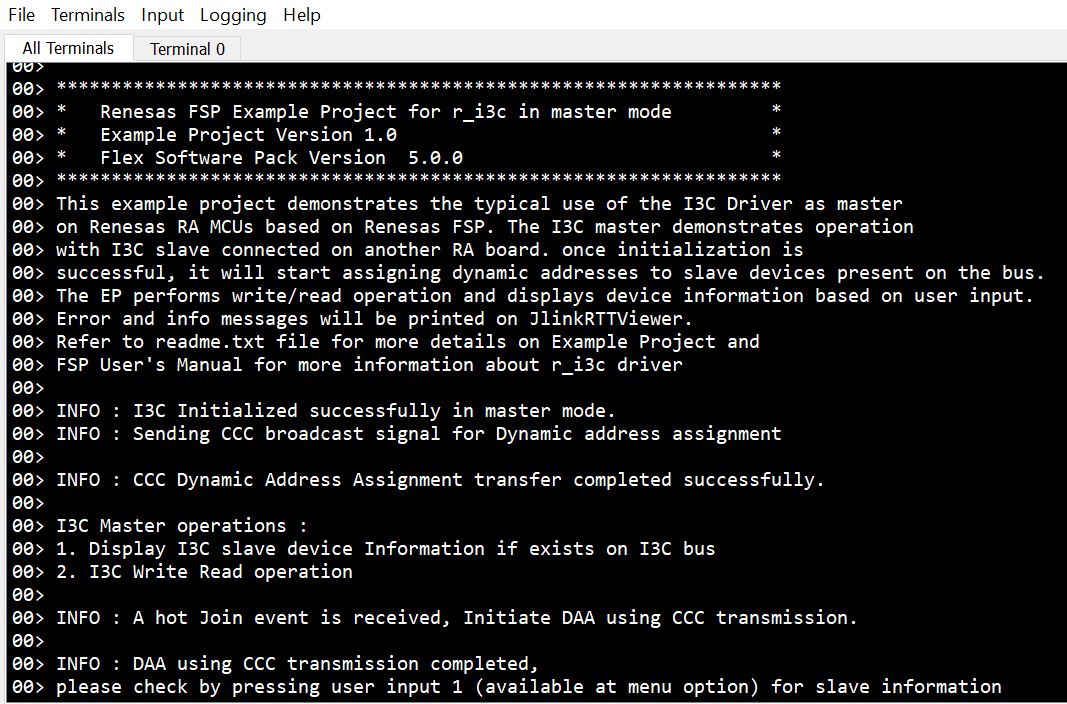 File Terminals Input Logging Help
All Terminals Terminal 0
00>
00> ******************************************************************
00> *   Renesas FSP Example Project for r_i3c in master mode         *
00> *   Example Project Version 1.0                                  *
00> *   Flex Software Pack Version  5.0.0                            *
00> ******************************************************************
00> This example project demonstrates the typical use of the I3C Driver as master
00> on Renesas RA MCUs based on Renesas FSP. The I3C master demonstrates operation
00> with I3C slave connected on another RA board. once initialization is
00> successful, it will start assigning dynamic addresses to slave devices present on the bus.
00> The EP performs write/read operation and displays device information based on user input.
00> Error and info messages will be printed on JlinkRTTViewer.
00> Refer to readme.txt file for more details on Example Project and
00> FSP User's Manual for more information about r_i3c driver
00>
00> INFO : I3C Initialized successfully in master mode.
00> INFO : Sending CCC broadcast signal for Dynamic address assignment
00>
00> INFO : CCC Dynamic Address Assignment transfer completed successfully.
00>
00> I3C Master operations :
00> 1. Display I3C slave device Information if exists on I3C bus
00> 2. I3C Write Read operation
00>
00> INFO : A hot Join event is received, Initiate DAA using CCC transmission.
00>
00> INFO : DAA using CCC transmission completed,
00> please check by pressing user input 1 (available at menu option) for slave information